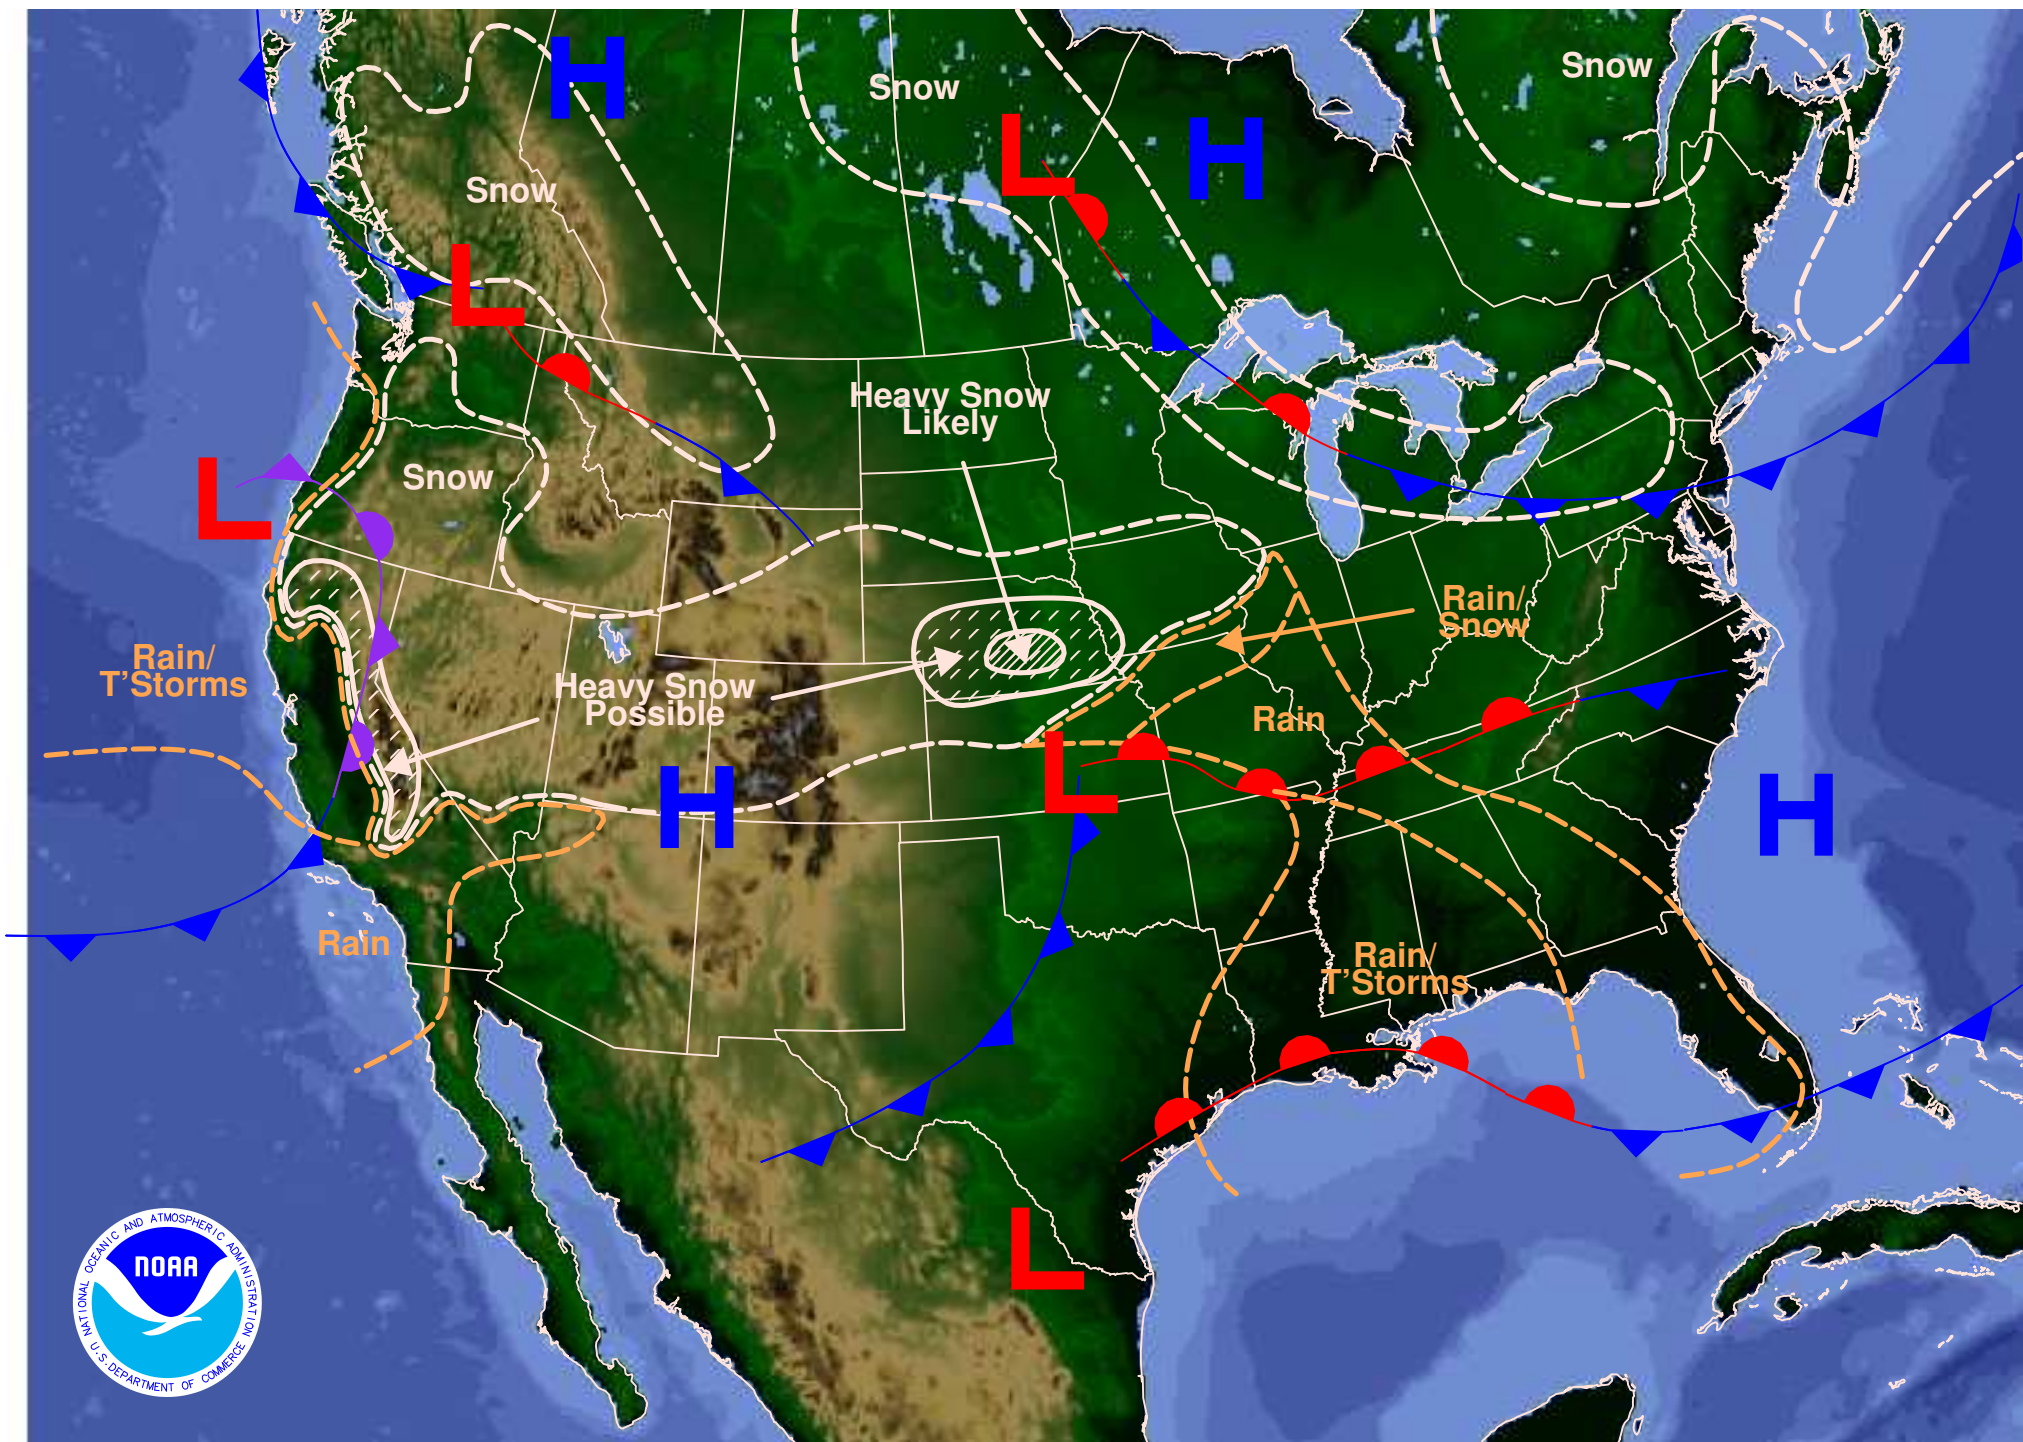 H
Snow
Snow
L
H
Snow
Snow
L
Heavy Snow
Likely
L
Snow
Rain/
Snow
Rain/
T'Storms
Heavy Snow
Possible
Rain
L
H
H
Rain
Rain/
T'Storms
L
NATIONAL OCEANIC AND ATMOSPHERIC ADMINISTRATION
NOAA
U.S. DEPARTMENT OF COMMERCE